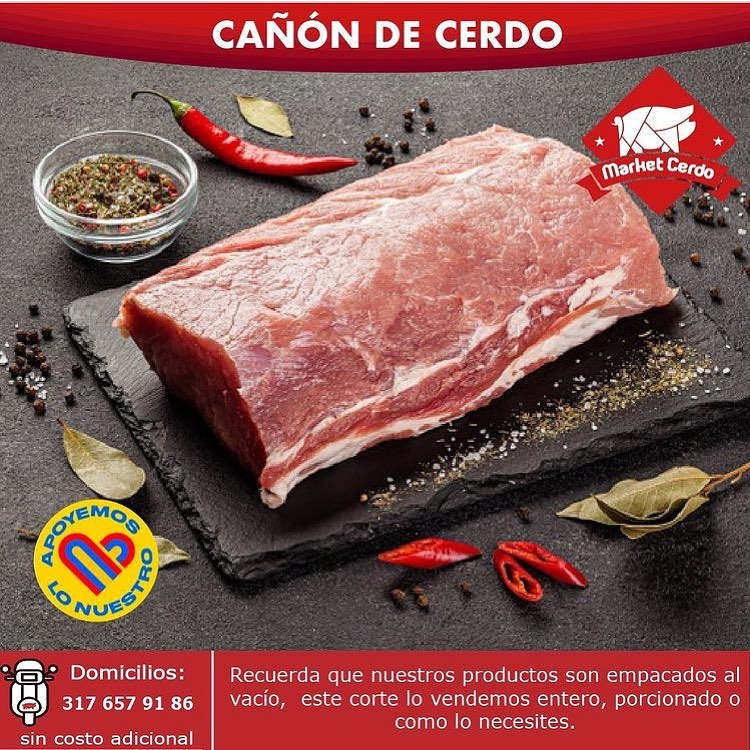 CAÑÓN DE CERDO
Market Cerdo
APOYEMOS
LO NUESTRO
Domicilios:
317 657 91 86
sin costo adicional
Recuerda que nuestros productos son empacados al
vacío, este corte lo vendemos entero, porcionado o
como lo necesites.